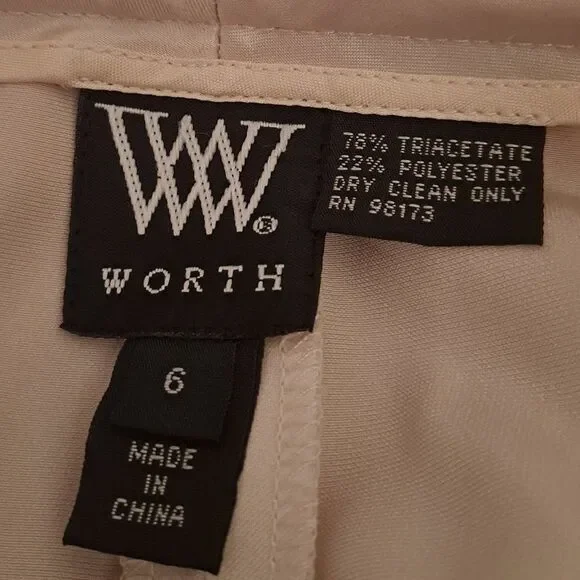 W
®
WORTH
78% TRIACETATE
22% POLYESTER
DRY CLEAN ONLY
RN 98173
6
MADE
IN
CHINA